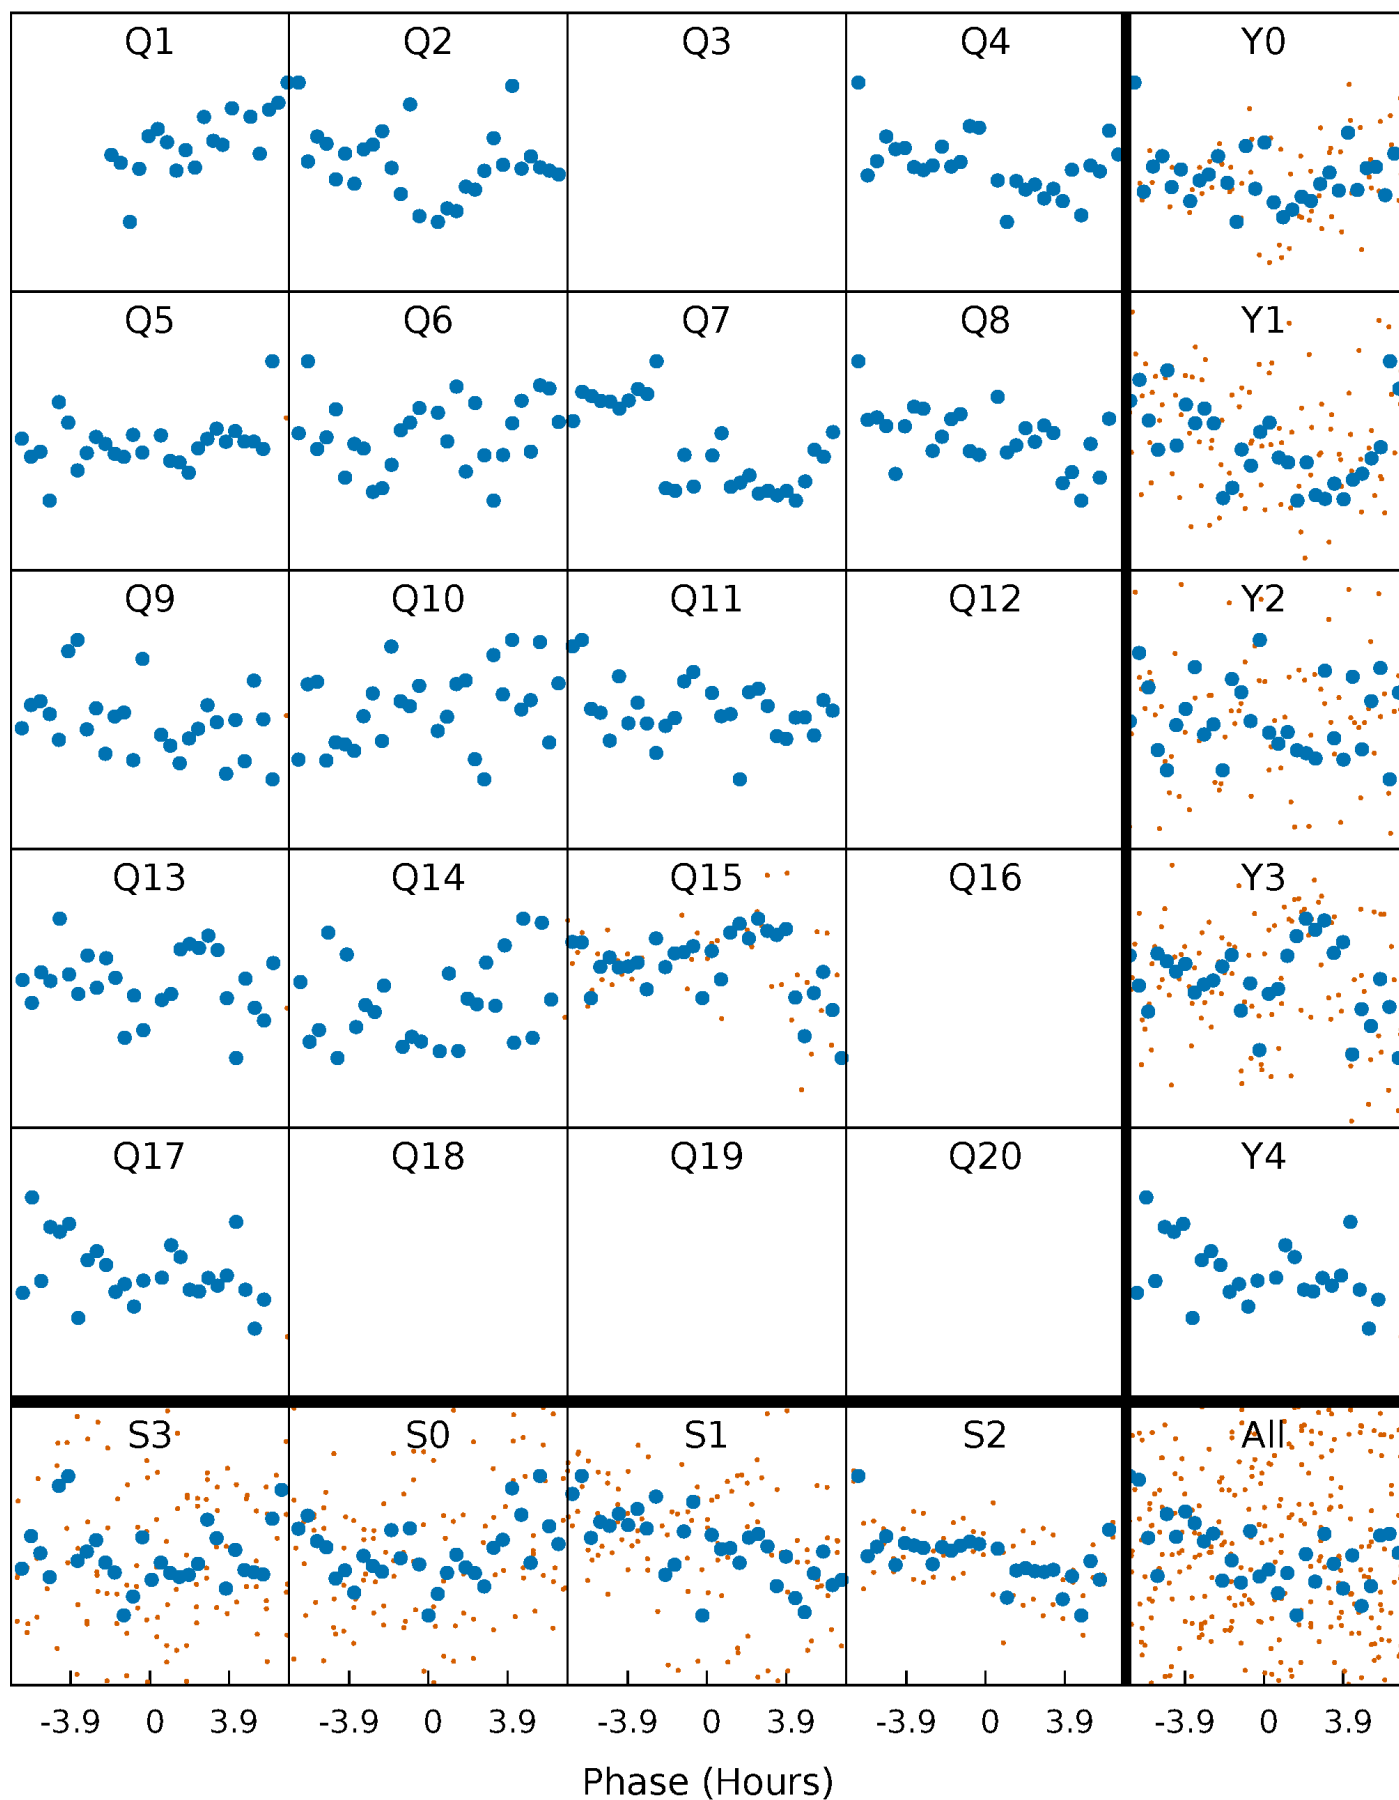 Q1 Q2 Q3 Q4 Y0
Q5 Q6 Q7 Q8 Y1
Q9 Q10 Q11 Q12 Y2
Q13 Q14 Q15 Q16 Y3
Q17 Q18 Q19 Q20 Y4
S3 S0 S1 S2 All
-3.9 0 3.9 -3.9 0 3.9 -3.9 0 3.9 -3.9 0 3.9 -3.9 0 3.9
Phase (Hours)